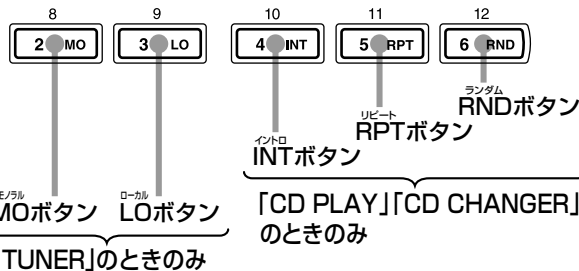 8 9 10 11 12
2 MO 3 LO 4 INT 5 RPT 6 RND
ランダム
RNDボタン
リピート
RPTボタン
イントロ
INTボタン
モノラル ローカル
MOボタン LOボタン
「CD PLAY」「CD CHANGER」
のときのみ
TUNER」のときのみ